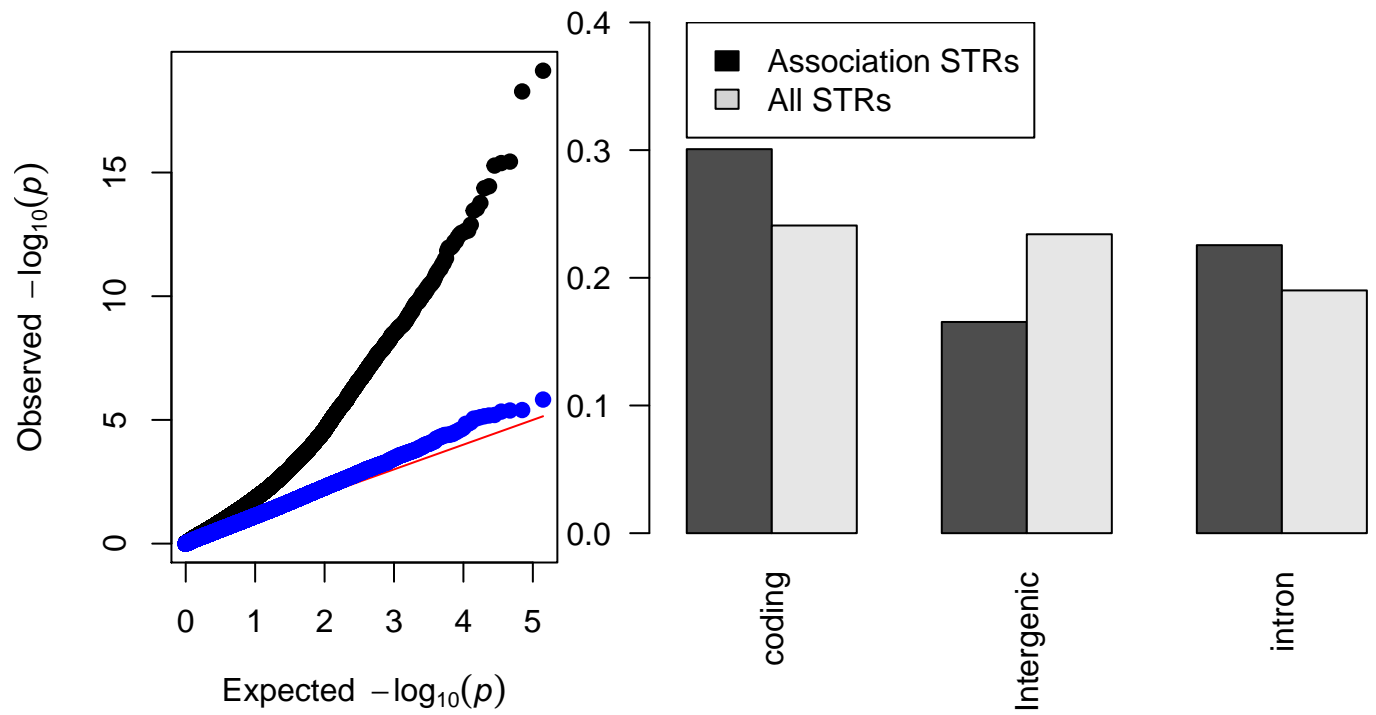 Observed −log10(p)
15
10
5
0
0 1 2 3 4 5
Expected −log10(p)
0.4
0.3
0.2
0.1
0.0
Association STRs
All STRs
coding
Intergenic
intron